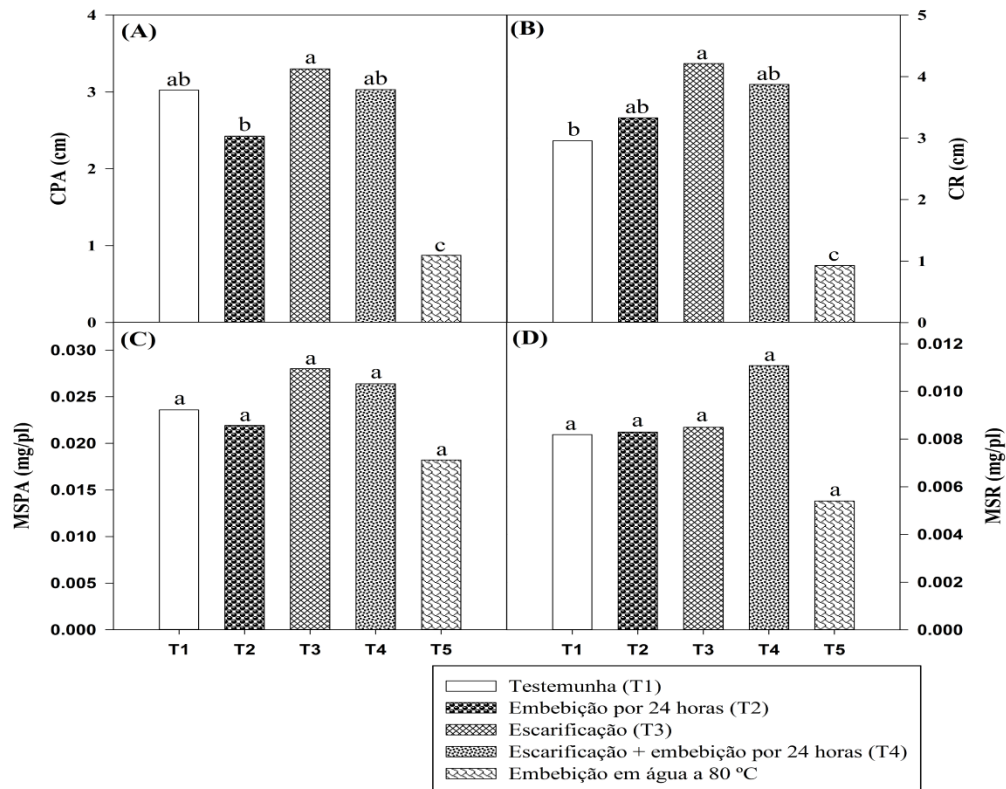 (A)
4
3
2
1
0
CPA (cm)
ab
b
a
ab
c
(B)
5
4
3
2
1
0
CR (cm)
b
ab
a
ab
c
(C)
0.030
0.025
0.020
0.015
0.010
0.005
0.000
MSPA (mg/pl)
a
a
a
a
a
T1 T2 T3 T4 T5
(D)
0.012
0.010
0.008
0.006
0.004
0.002
0.000
MSR (mg/pl)
a
a
a
a
a
T1 T2 T3 T4 T5
Testemunha (T1)
Embebição por 24 horas (T2)
Escarificação (T3)
Escarificação + embebição por 24 horas (T4)
Embebição em água a 80 ºC